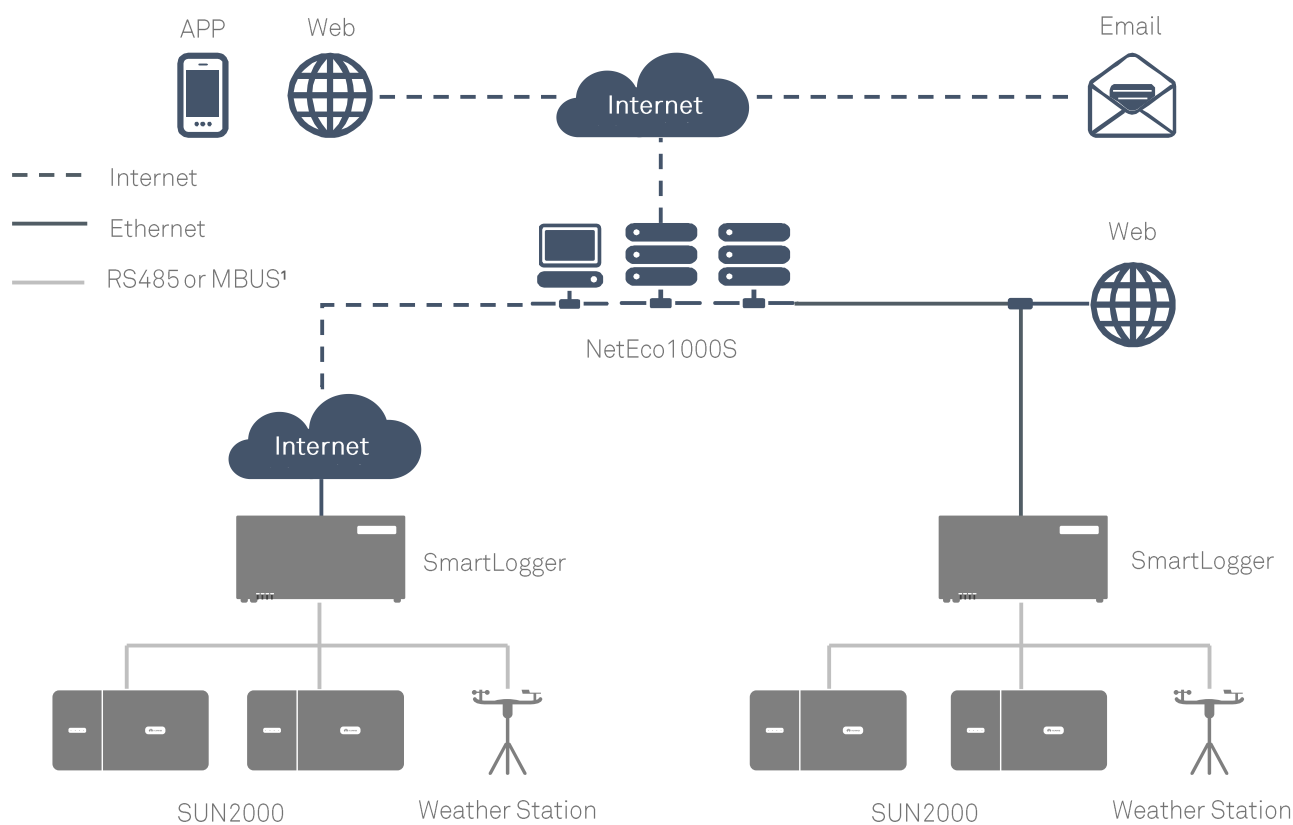 APP
Web
Email
Internet
Internet
Ethernet
RS485 or MBUS¹
Web
NetEco1000S
Internet
SmartLogger
SmartLogger
SUN2000
Weather Station
SUN2000
Weather Station